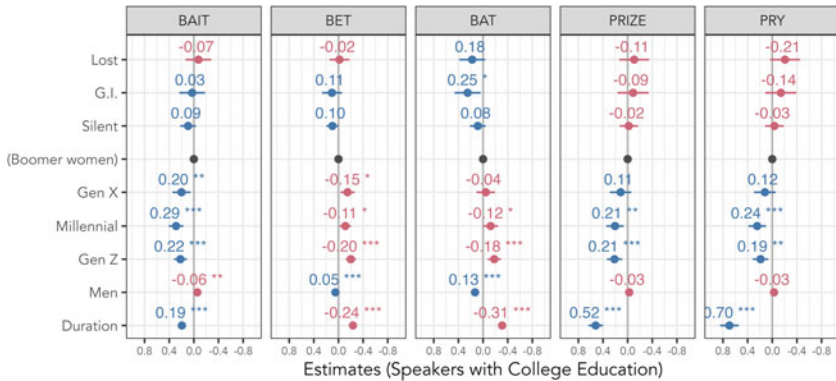 BAIT BET BAT PRIZE PRY
Lost -0.07 -0.02 0.18 -0.11 -0.21
G.I. 0.03 0.11 0.25 * -0.09 -0.14
Silent 0.09 0.10 0.08 -0.02 -0.03
(Boomer women)
Gen X 0.20 ** -0.15 * -0.04 0.11 0.12
Millennial 0.29 *** -0.11 * -0.12 * 0.21 ** 0.24 ***
Gen Z 0.22 *** -0.20 *** -0.18 *** 0.21 *** 0.19 **
Men -0.06 ** 0.05 *** 0.13 *** -0.03 -0.03
Duration 0.19 *** -0.24 *** -0.31 *** 0.52 *** 0.70 ***
0.8 0.4 0.0 -0.4 -0.8 0.8 0.4 0.0 -0.4 -0.8 0.8 0.4 0.0 -0.4 -0.8 0.8 0.4 0.0 -0.4 -0.8 0.8 0.4 0.0 -0.4 -0.8
Estimates (Speakers with College Education)